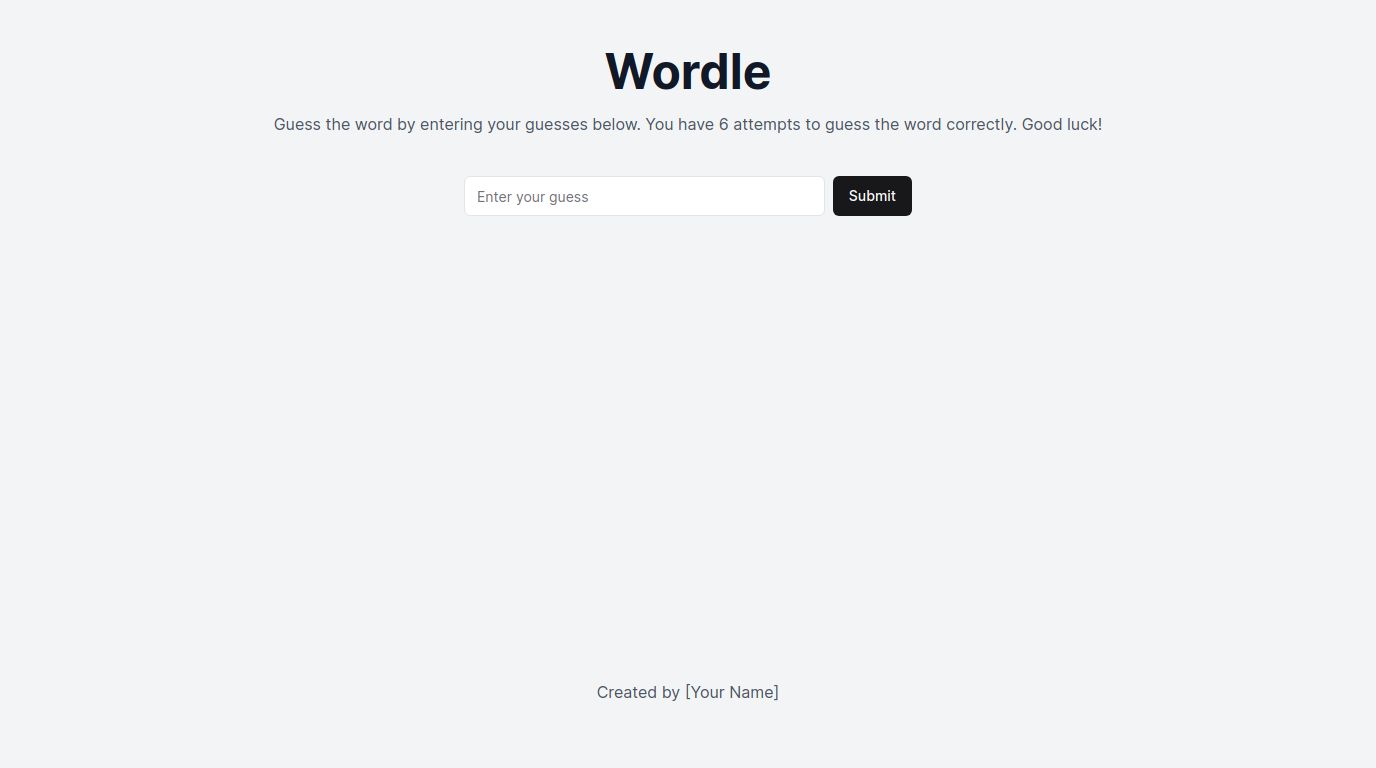 Wordle
Guess the word by entering your guesses below. You have 6 attempts to guess the word correctly. Good luck!
Enter your guess
Submit
Created by [Your Name]